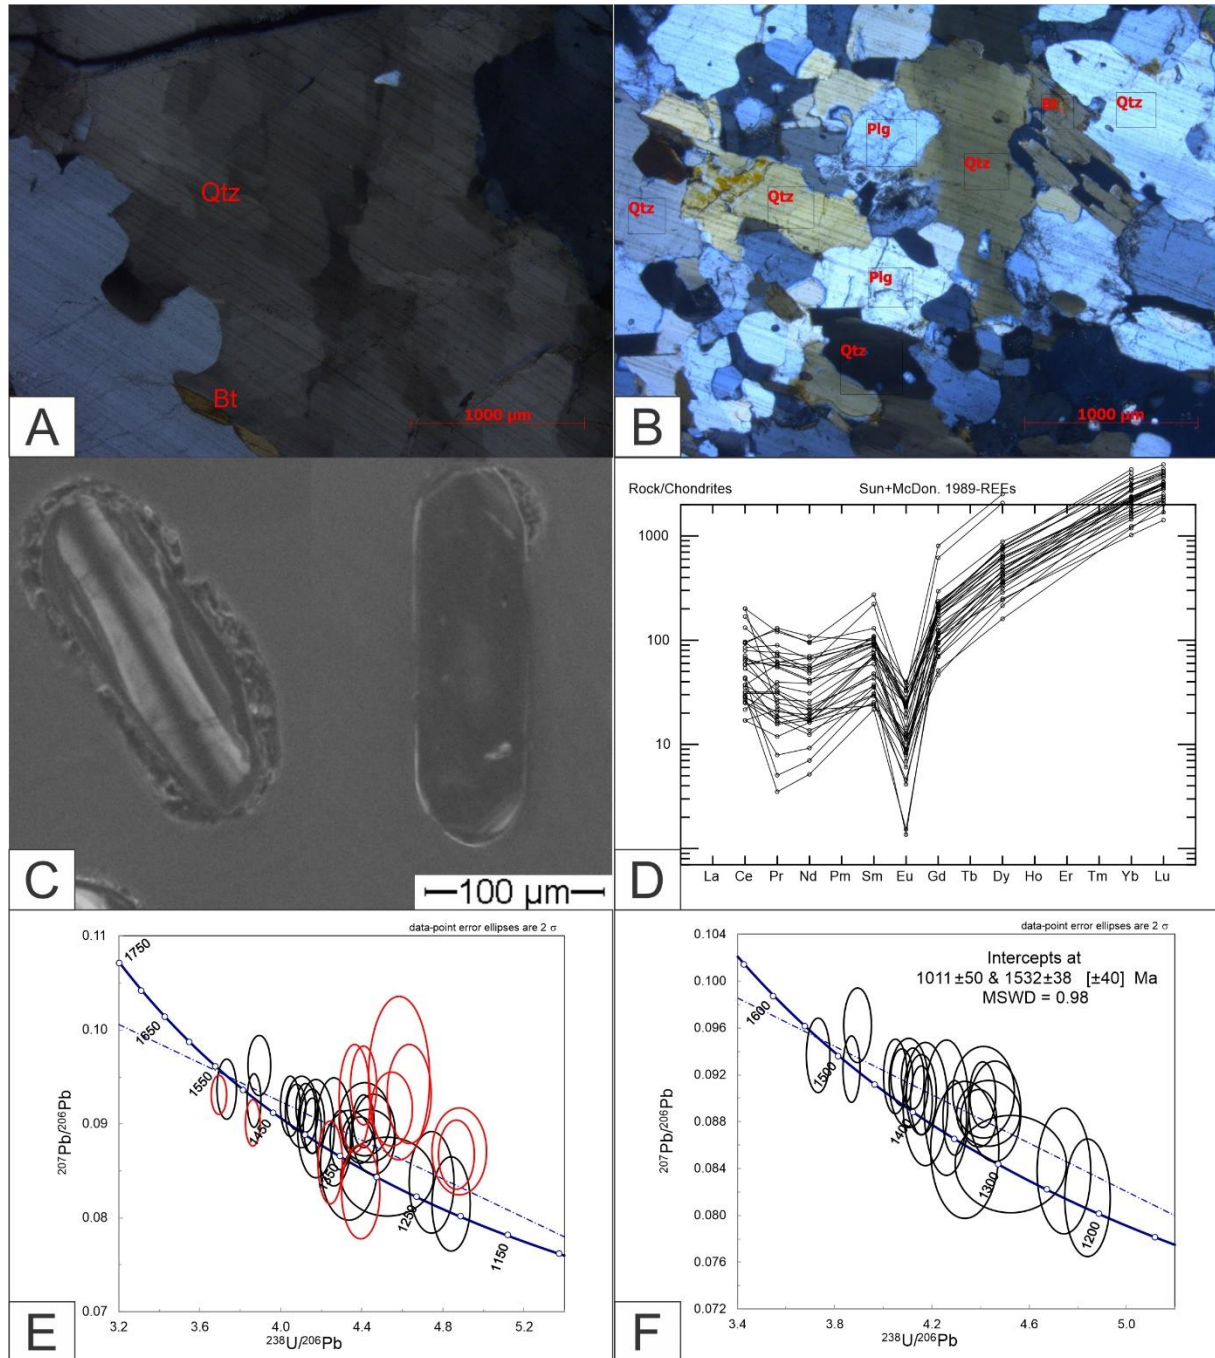 Qtz
Bt
1000 µm
A
Qtz
Bt
Plg
Qtz
Qtz
Qtz
Plg
Qtz
1000 µm
B
100 µm
C
Rock/Chondrites
Sun+McDon. 1989-REEs
1000
100
10
La Ce Pr Nd Pm Sm Eu Gd Tb Dy Ho Er Tm Yb Lu
D
data-point error ellipses are 2 σ
0.11
1750
1650
0.10
1550
1450
207Pb/206Pb
0.09
1350
1250
0.08
1150
0.07
3.2 3.6 4.0 4.4 4.8 5.2
238U/206Pb
E
data-point error ellipses are 2 σ
0.104
Intercepts at
1011±50 & 1532±38 [±40] Ma
MSWD = 0.98
0.100
1600
0.096
1500
0.092
1400
207Pb/206Pb
0.088
0.084
1300
0.080
1200
0.076
0.072
3.4 3.8 4.2 4.6 5.0
238U/206Pb
F